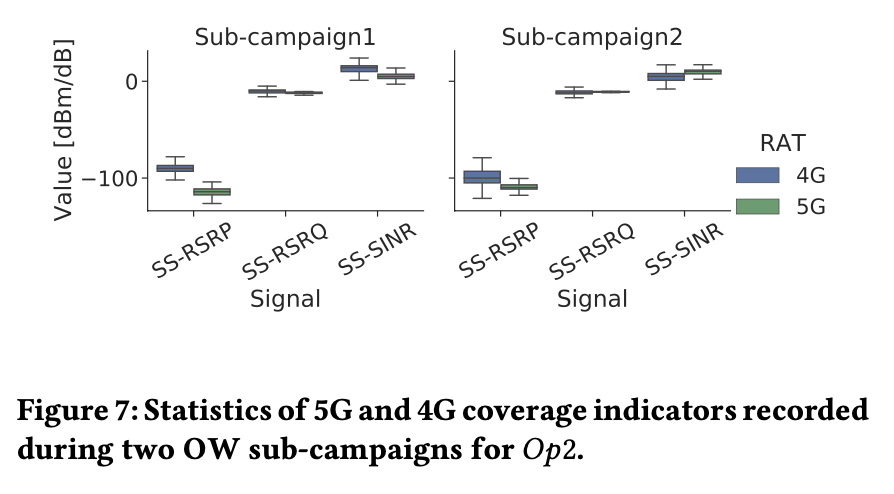 Sub-campaign1
Sub-campaign2
Value [dBm/dB]
0
−100
SS-RSRP
SS-RSRQ
SS-SINR
Signal
SS-RSRP
SS-RSRQ
SS-SINR
Signal
RAT
4G
5G
Figure 7: Statistics of 5G and 4G coverage indicators recorded
during two OW sub-campaigns for Op2.